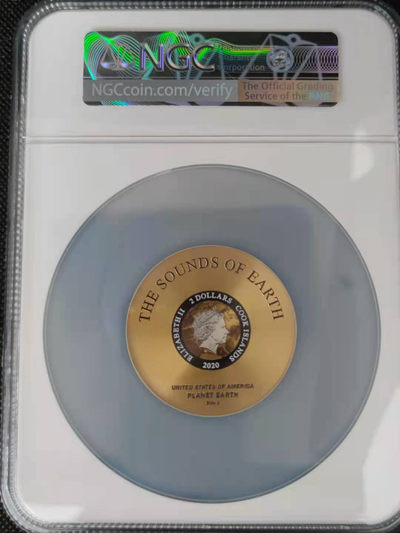 NGC
NGCcoin.com/verify
The Official Grading
Service of the PNG
THE SOUNDS OF EARTH
ELIZABETH II 2 DOLLARS COOK ISLANDS
2020
UNITED STATES OF AMERICA
PLANET EARTH